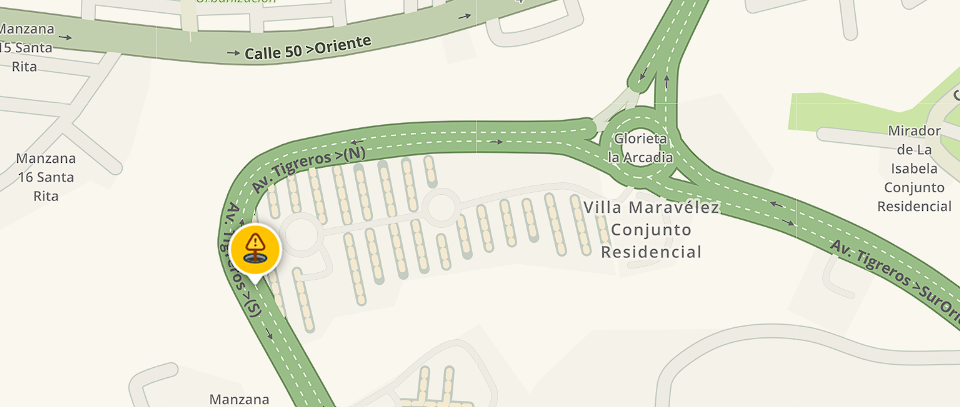 Urbanización
Calle 50 >Oriente
Manzana
15 Santa
Rita
Manzana
16 Santa
Rita
Av. Tigreros >(N)
Av. Tigreros >(S)
Glorieta
la Arcadia
Villa Maravélez
Conjunto
Residencial
Mirador
de La
Isabela
Conjunto
Residencial
Av. Tigreros >SurOri
Manzana